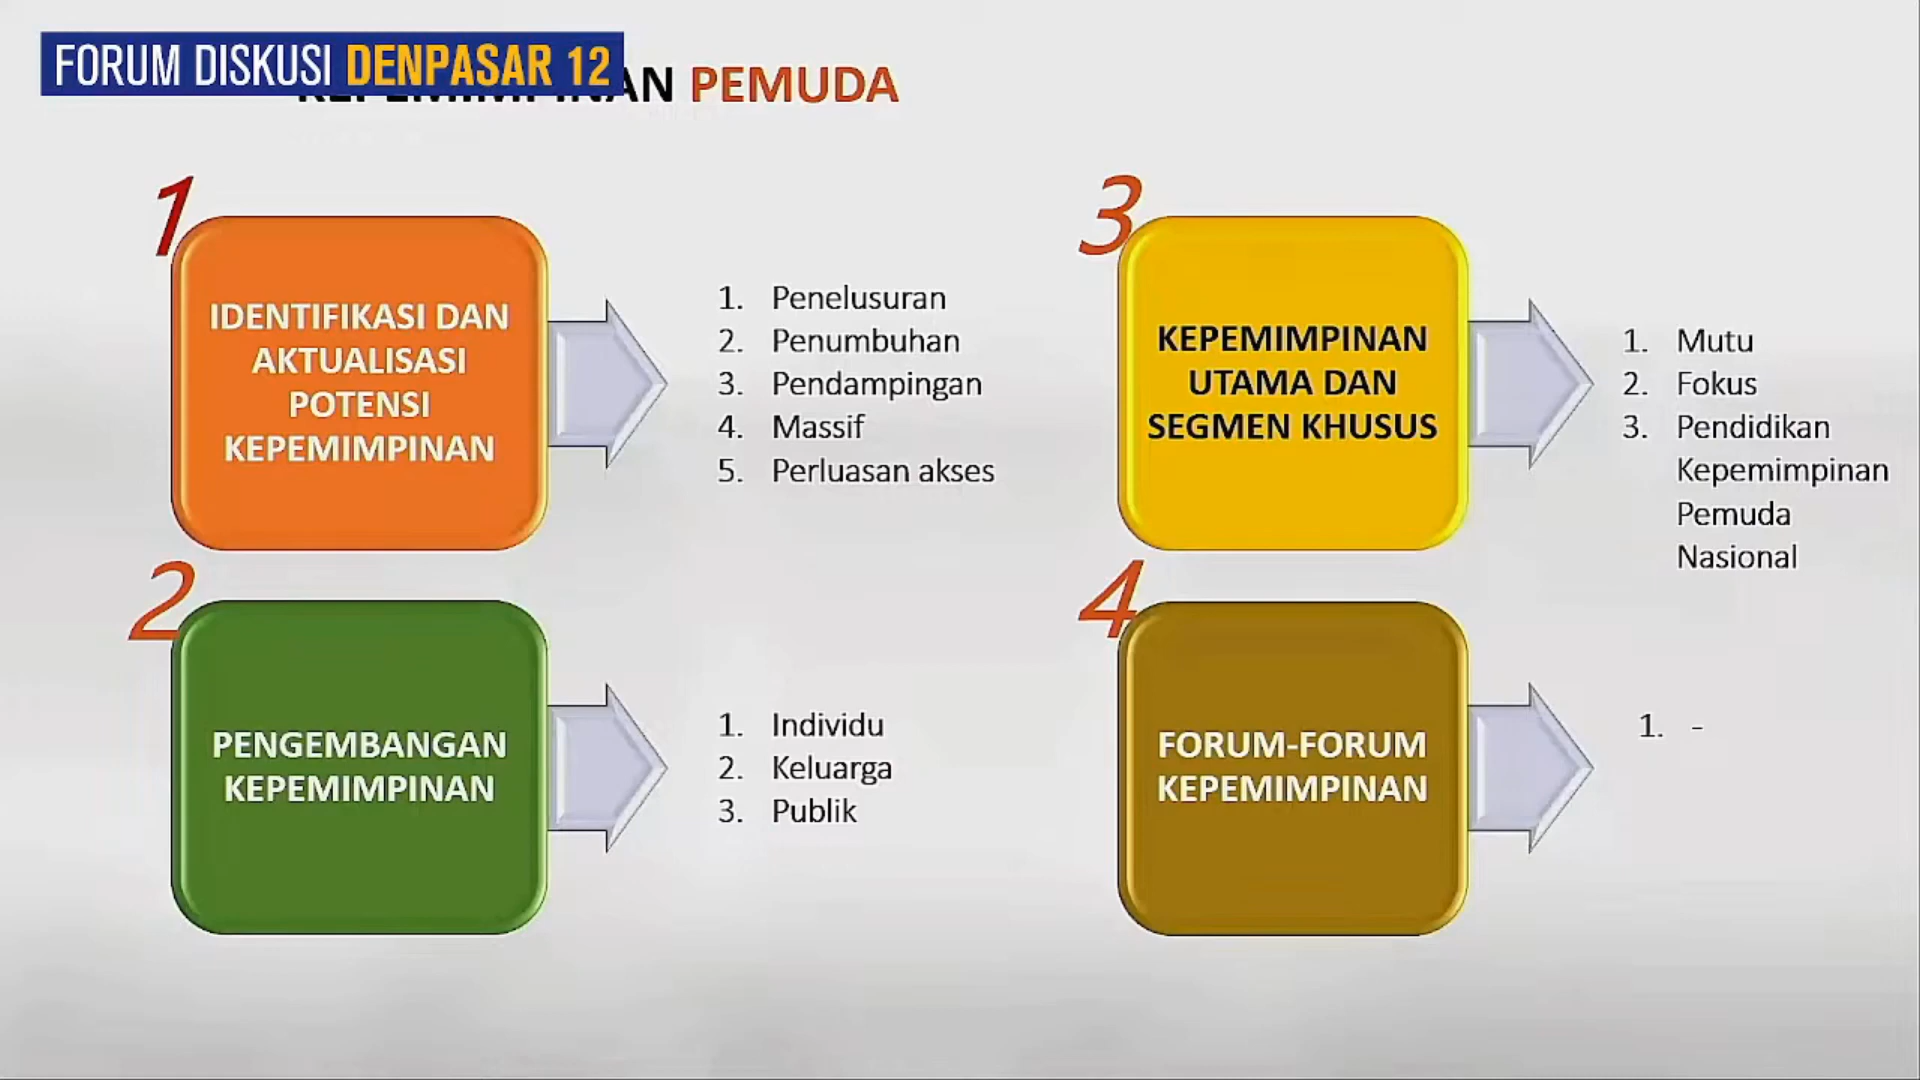 FORUM DISKUSI DENPASAR 12
KEPEMIMPINAN PEMUDA
1
IDENTIFIKASI DAN
AKTUALISASI
POTENSI
KEPEMIMPINAN
1. Penelusuran
2. Penumbuhan
3. Pendampingan
4. Massif
5. Perluasan akses
2
PENGEMBANGAN
KEPEMIMPINAN
1. Individu
2. Keluarga
3. Publik
3
KEPEMIMPINAN
UTAMA DAN
SEGMEN KHUSUS
1. Mutu
2. Fokus
3. Pendidikan
Kepemimpinan
Pemuda
Nasional
4
FORUM-FORUM
KEPEMIMPINAN
1. -